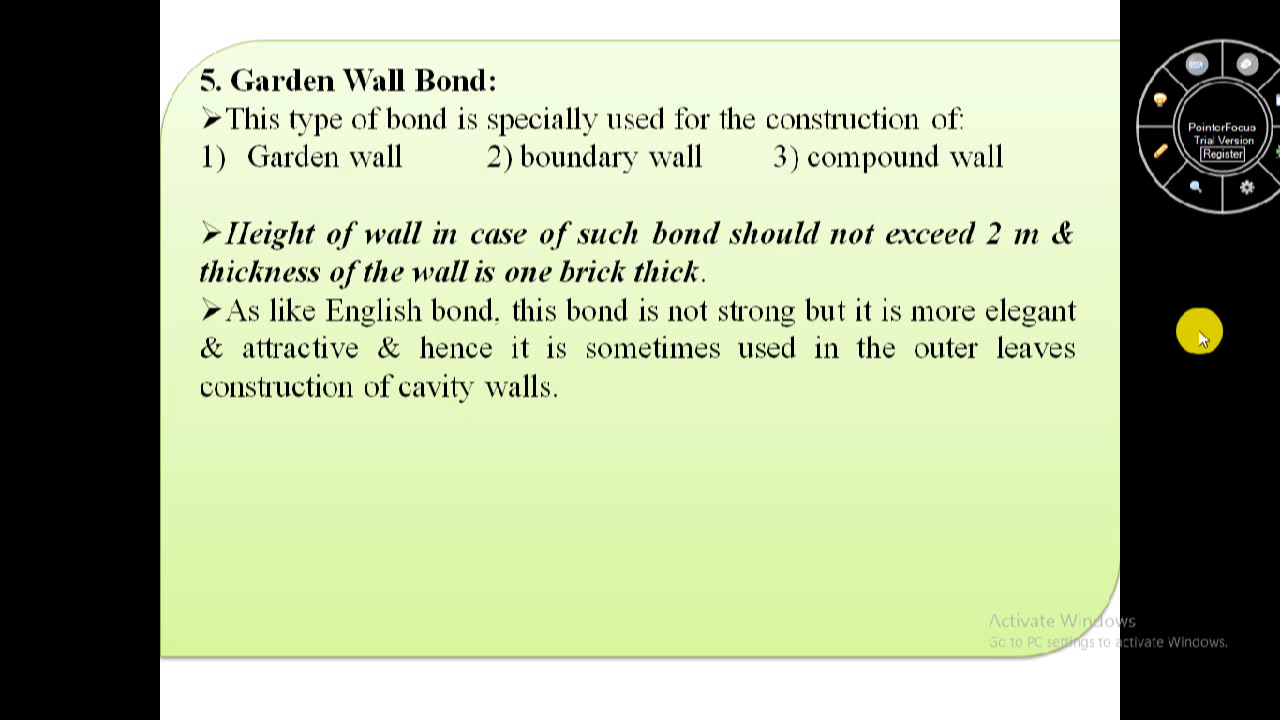 5. Garden Wall Bond:
➢This type of bond is specially used for the construction of:
1) Garden wall 2) boundary wall 3) compound wall
➢Height of wall in case of such bond should not exceed 2 m &
thickness of the wall is one brick thick.
➢As like English bond, this bond is not strong but it is more elegant
& attractive & hence it is sometimes used in the outer leaves
construction of cavity walls.
PointerFocus
Trial Version
Register
Activate Windows
Go to PC settings to activate Windows.